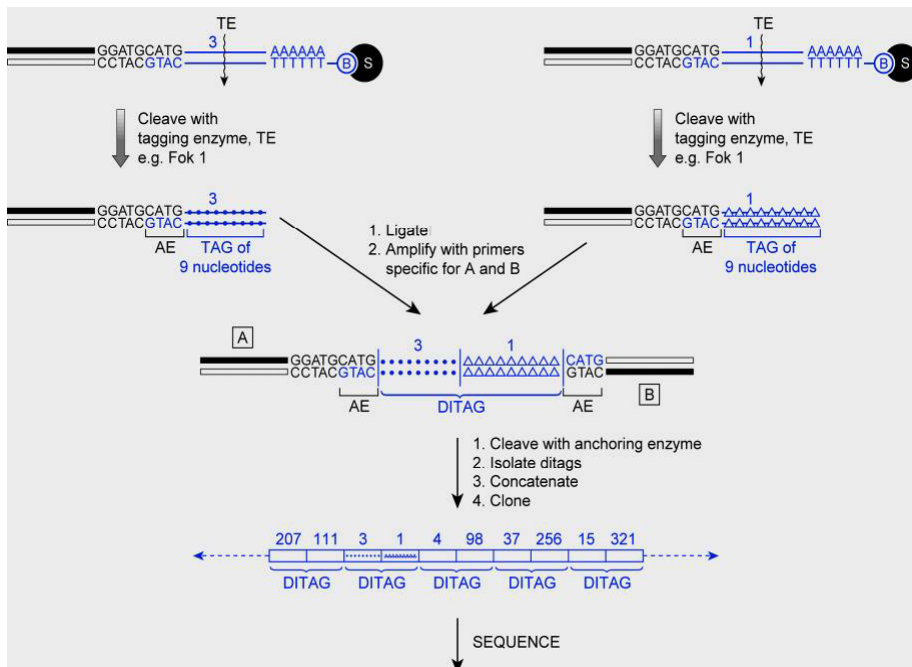 TE
3
GGATGCATG
AAAAAA
CCTACGTAC
TTTTTT
B
S
TE
1
GGATGCATG
AAAAAA
CCTACGTAC
TTTTTT
B
S
Cleave with
tagging enzyme, TE
e.g. Fok 1
Cleave with
tagging enzyme, TE
e.g. Fok 1
3
GGATGCATG
CCTACGTAC
AE
TAG of
9 nucleotides
1. Ligate
2. Amplify with primers
specific for A and B
1
GGATGCATG
CCTACGTAC
AE
TAG of
9 nucleotides
A
3
1
GGATGCATG
CATG
CCTACGTAC
GTAC
B
AE
DITAG
AE
1. Cleave with anchoring enzyme
2. Isolate ditags
3. Concatenate
4. Clone
207 111 3 1 4 98 37 256 15 321
DITAG DITAG DITAG DITAG DITAG
SEQUENCE